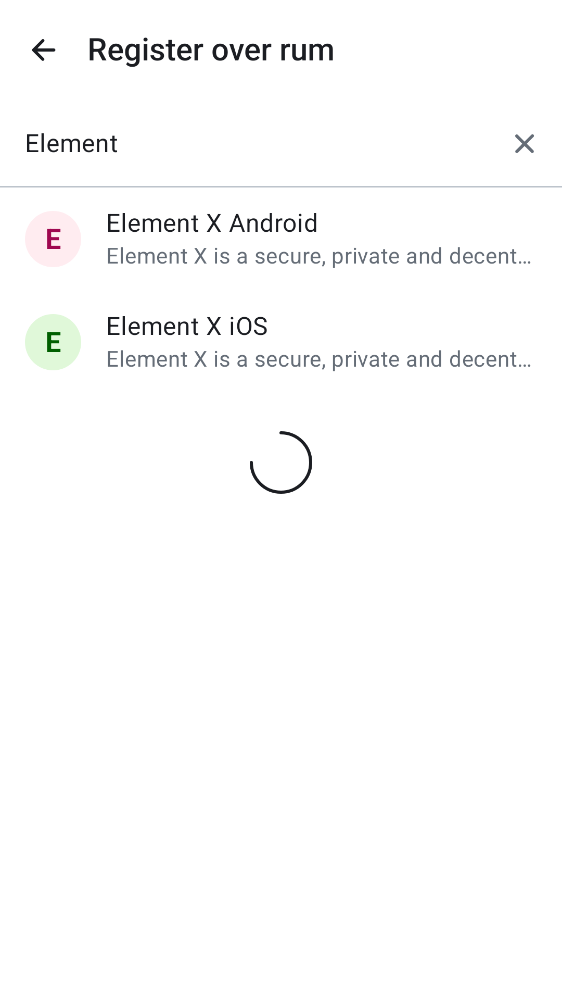 Register over rum
Element
E
Element X Android
Element X is a secure, private and decent…
E
Element X iOS
Element X is a secure, private and decent…